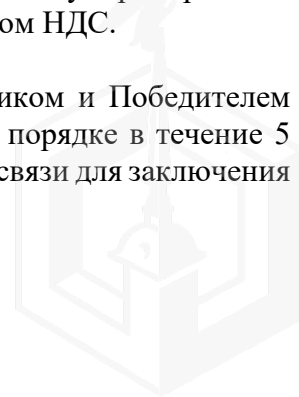 ом НДС.
иком и Победителем
порядке в течение 5
связи для заключения